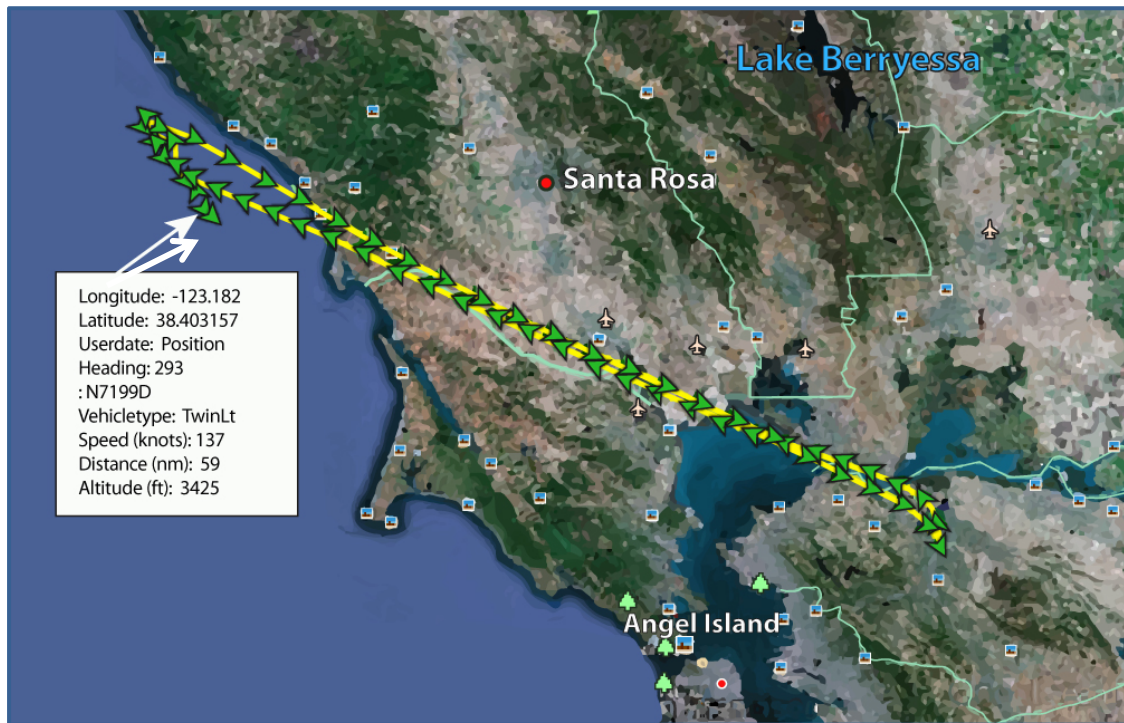 Lake Berryessa
Santa Rosa
Longitude: -123.182
Latitude: 38.403157
Userdate: Position
Heading: 293
: N7199D
Vehicletype: TwinLt
Speed (knots): 137
Distance (nm): 59
Altitude (ft): 3425
Angel Island